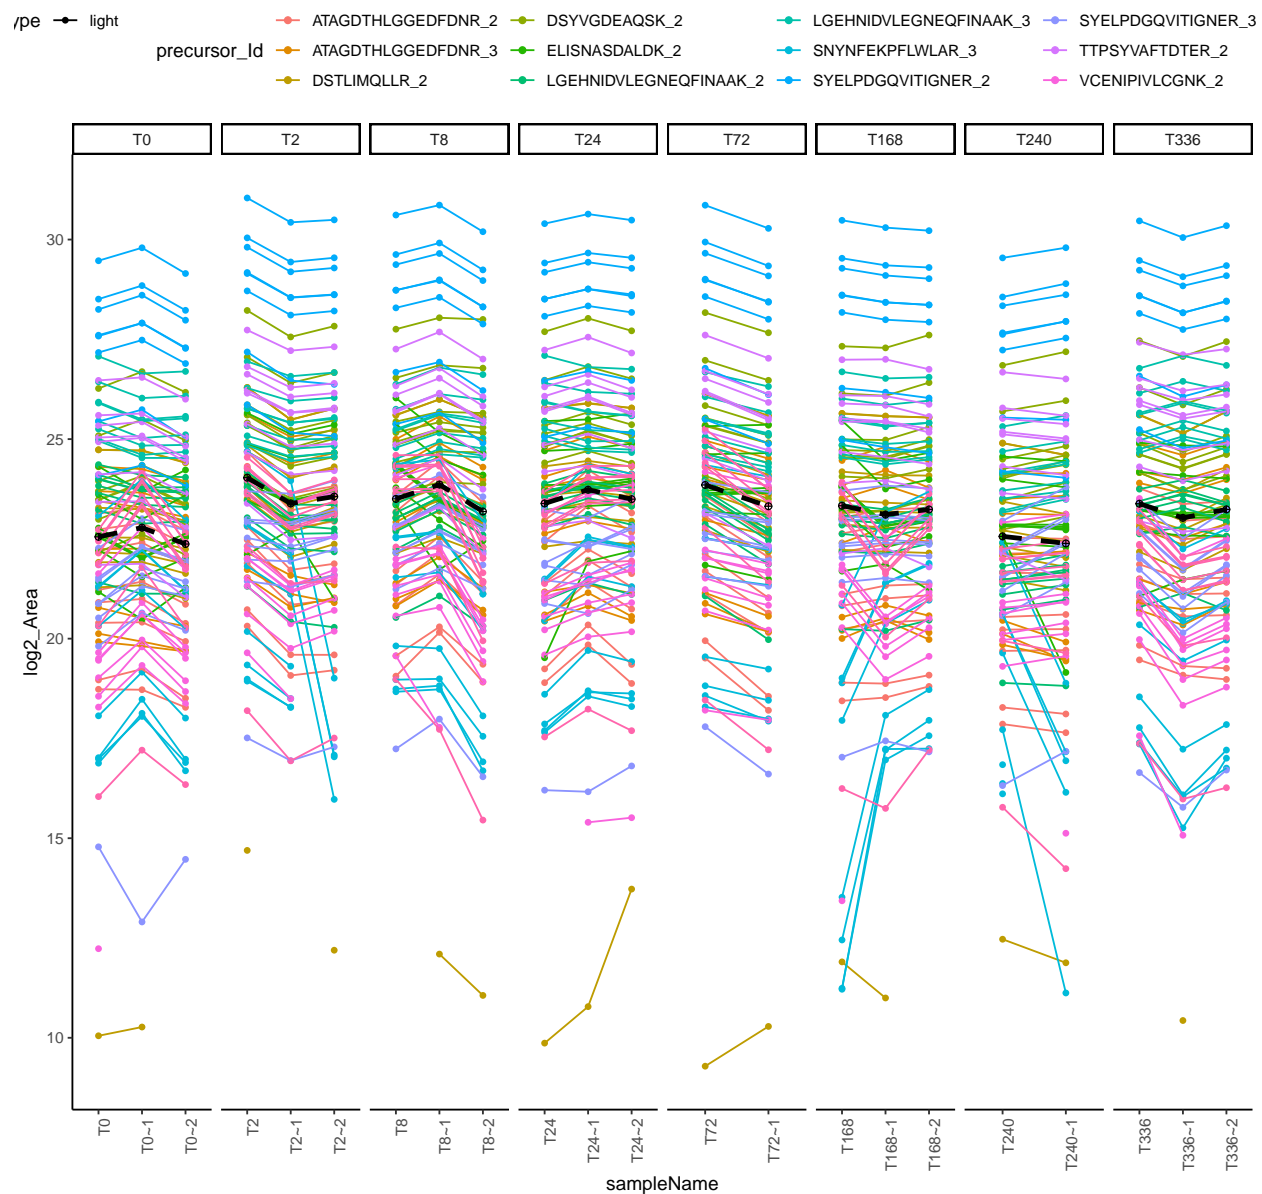 ype light
precursor_Id
ATAGDTHLGGEDFDNR_2 DSYVGDEAQSK_2 LGEHNIDVLEGNEQFINAAK_3 SYELPDGQVITIGNER_3
ATAGDTHLGGEDFDNR_3 ELISNASDALDK_2 SNYNFEKPFLWLAR_3 TTPSYVAFTDTER_2
DSTLIMQLLR_2 LGEHNIDVLEGNEQFINAAK_2 SYELPDGQVITIGNER_2 VCENIPIVLCGNK_2
T0 T2 T8 T24 T72 T168 T240 T336
log2_Area
30
25
20
15
10
T0 T0~1 T0~2 T2 T2~1 T2~2 T8 T8~1 T8~2 T24 T24~1 T24~2 T72 T72~1 T168 T168~1 T168~2 T240 T240~1 T336 T336~1 T336~2
sampleName